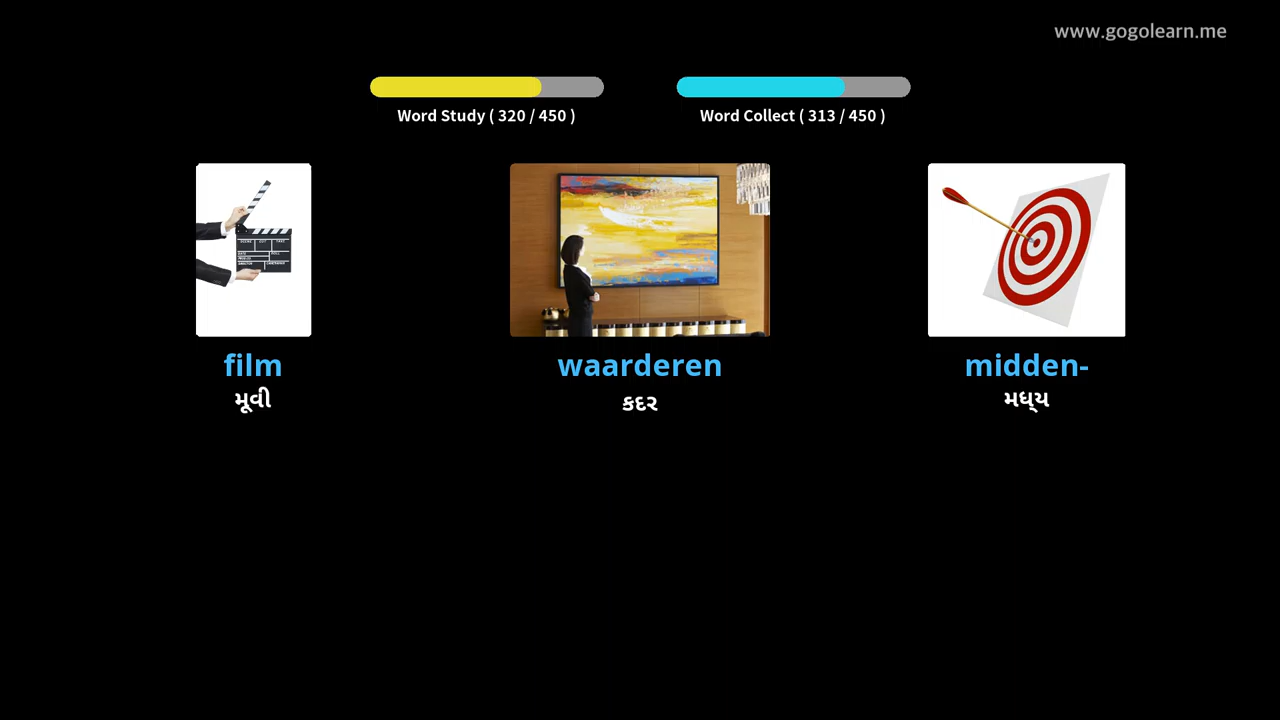 www.gogolearn.me
Word Study ( 320 / 450 )
Word Collect ( 313 / 450 )
film
મૂવી
waarderen
કદર
midden-
મધ્ય